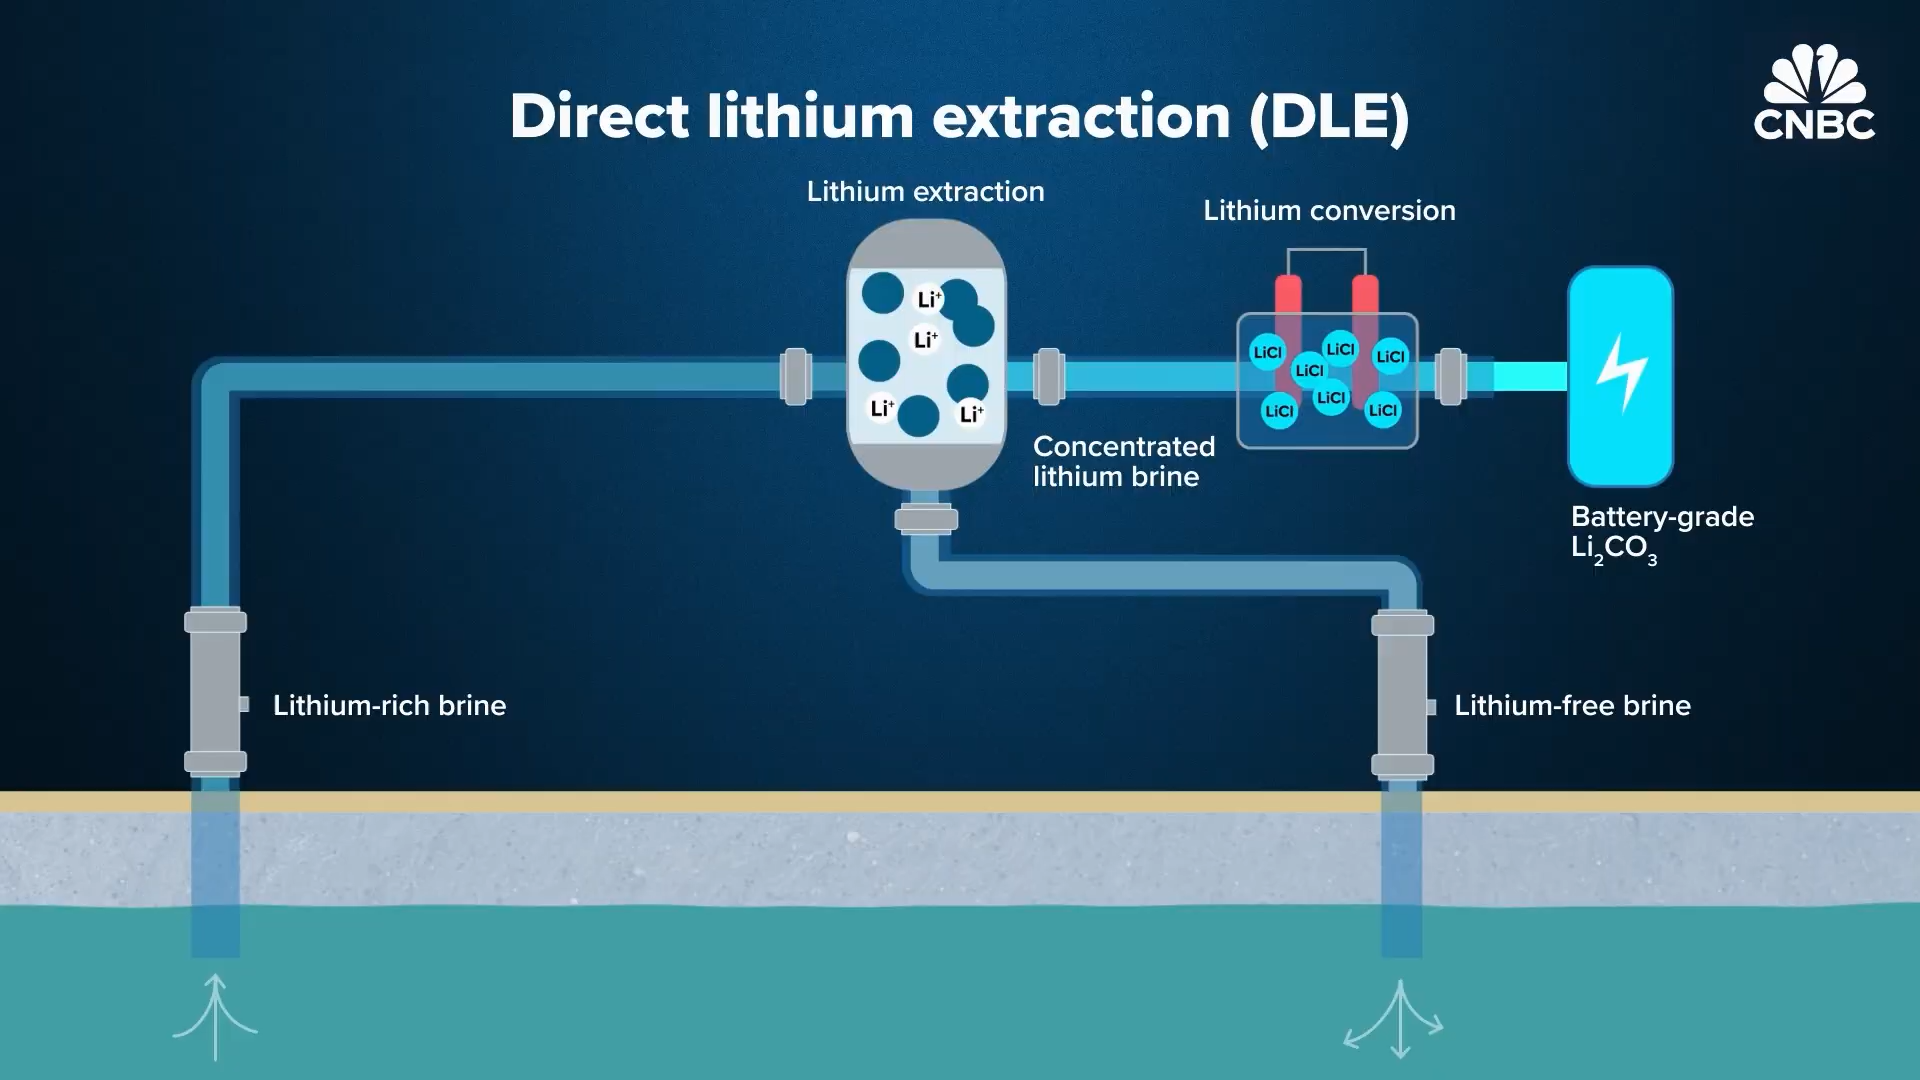 Direct lithium extraction (DLE)
CNBC
Lithium extraction
Lithium conversion
Li⁺
Li⁺
Li⁺
Li⁺
LiCl
LiCl
LiCl
LiCl
LiCl
LiCl
LiCl
Concentrated
lithium brine
Battery-grade
Li₂CO₃
Lithium-rich brine
Lithium-free brine